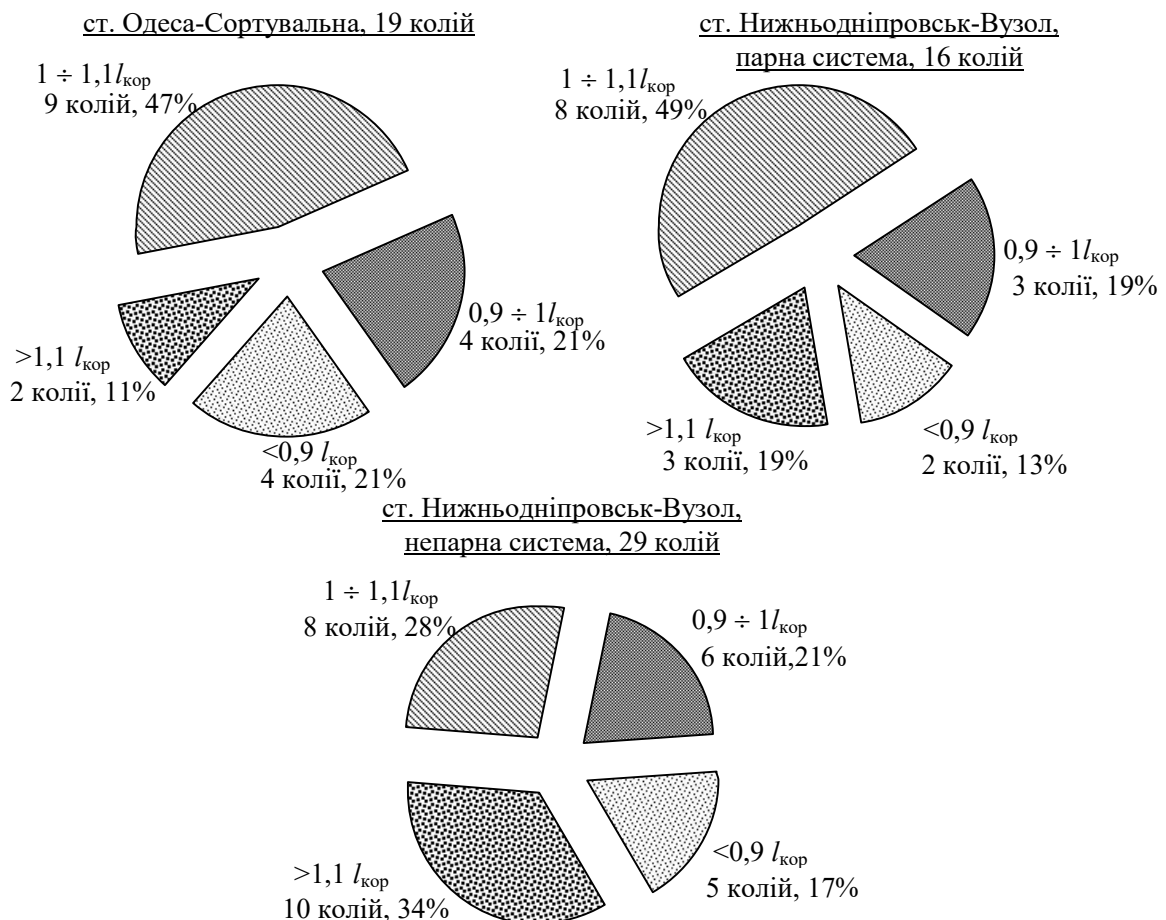 ст. Одеса-Сортувальна, 19 колій
1 ÷ 1,1lкор
9 колій, 47%
0,9 ÷ 1lкор
4 колії, 21%
>1,1 lкор
2 колії, 11%
<0,9 lкор
4 колії, 21%
ст. Нижньодніпровськ-Вузол,
парна система, 16 колій
1 ÷ 1,1lкор
8 колій, 49%
0,9 ÷ 1lкор
3 колії, 19%
>1,1 lкор
3 колії, 19%
<0,9 lкор
2 колії, 13%
ст. Нижньодніпровськ-Вузол,
непарна система, 29 колій
1 ÷ 1,1lкор
8 колій, 28%
0,9 ÷ 1lкор
6 колій,21%
<0,9 lкор
5 колій, 17%
>1,1 lкор
10 колій, 34%